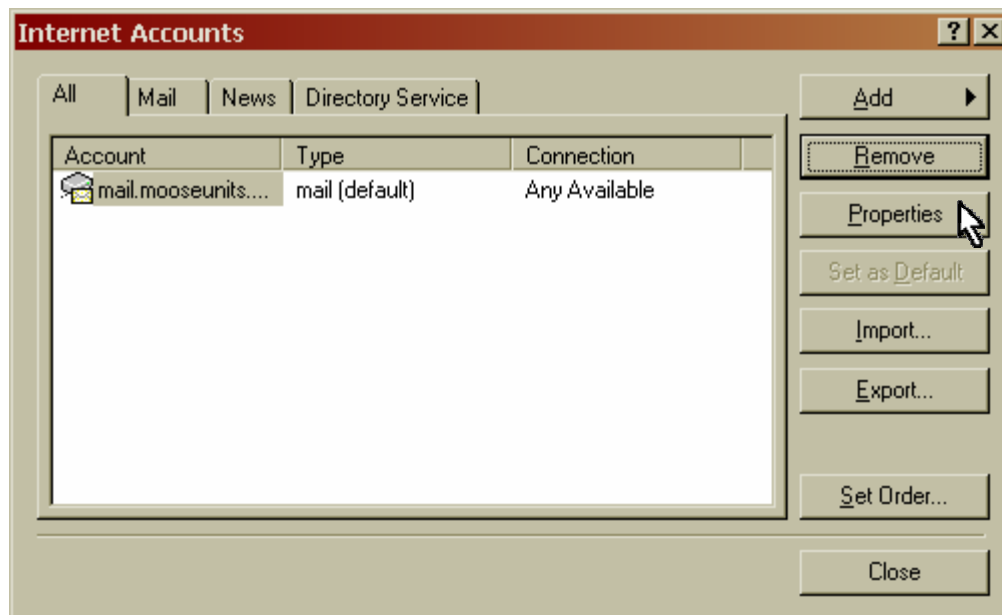 Internet Accounts
All Mail News Directory Service
Account Type Connection
mail.mooseunits.... mail (default) Any Available
Add
Remove
Properties
Set as Default
Import...
Export...
Set Order...
Close